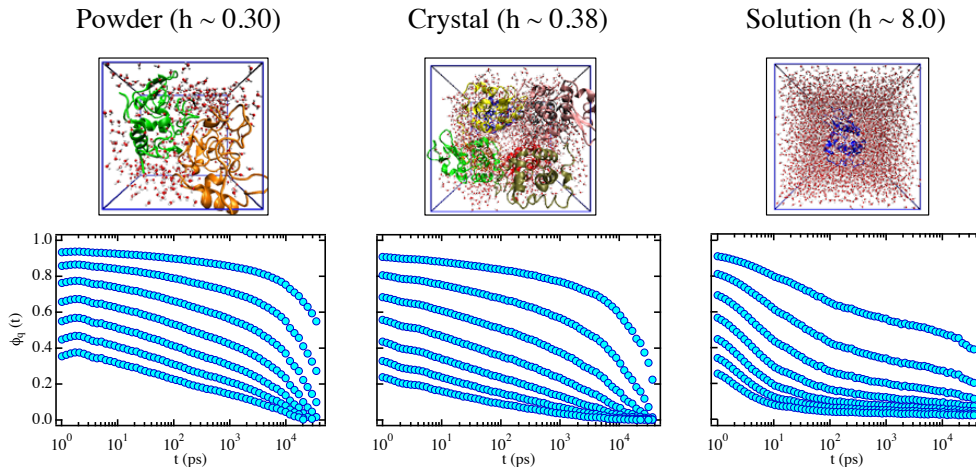 Powder (h ~ 0.30) Crystal (h ~ 0.38) Solution (h ~ 8.0)
1.0
0.8
0.6
0.4
0.2
0.0
ϕq (t)
10^0 10^1 10^2 10^3 10^4
t (ps)
10^0 10^1 10^2 10^3 10^4
t (ps)
10^0 10^1 10^2 10^3 10^4
t (ps)